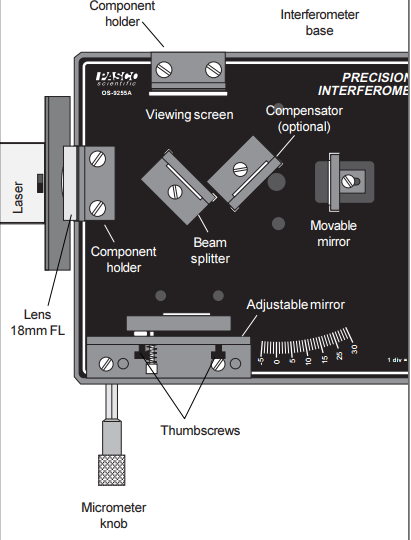 Component
holder
Interferometer
base
PASCO
scientific
OS-9255A
PRECISION
INTERFEROME
Viewing screen
Compensator
(optional)
Laser
Movable
mirror
Beam
splitter
Component
holder
Lens
18mm FL
Adjustable mirror
-5 0 5 10 15 25 30
1 div =
Thumbscrews
Micrometer
knob